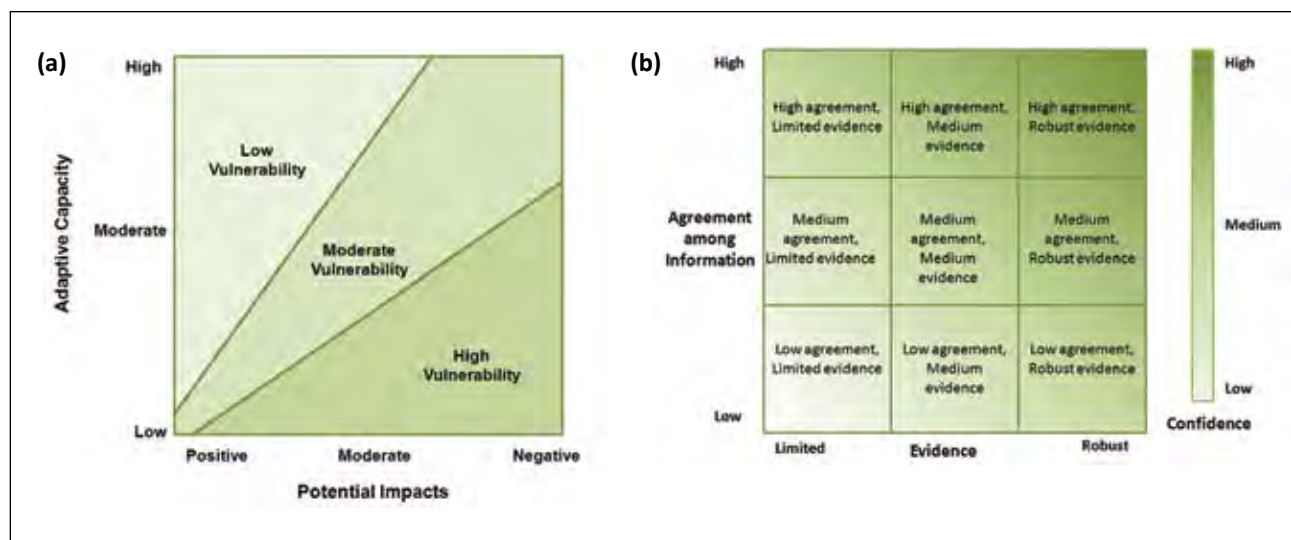 (a)
High
Moderate
Low
Adaptive Capacity
Low
Vulnerability
Moderate
Vulnerability
High
Vulnerability
Positive
Moderate
Negative
Potential Impacts
(b)
High
Agreement
among
Information
Low
High agreement,
Limited evidence
High agreement,
Medium
evidence
High agreement,
Robust evidence
Medium
agreement,
Limited evidence
Medium
agreement,
Medium
evidence
Medium
agreement,
Robust evidence
Low agreement,
Limited evidence
Low agreement,
Medium
evidence
Low agreement,
Robust evidence
Limited
Evidence
Robust
High
Medium
Low
Confidence